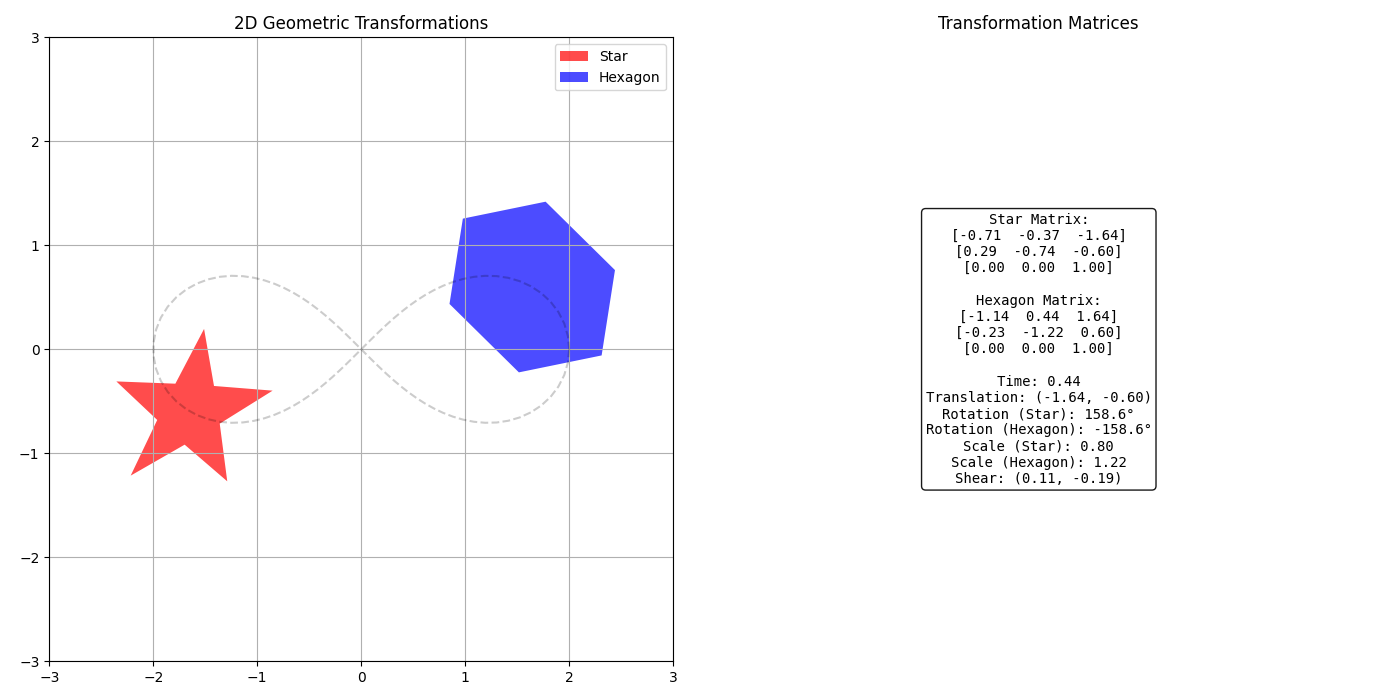 2D Geometric Transformations
3
2
1
0
−1
−2
−3
−3
−2
−1
0
1
2
3
Star
Hexagon
Transformation Matrices
Star Matrix:
[-0.71  -0.37  -1.64]
[0.29  -0.74  -0.60]
[0.00  0.00  1.00]
Hexagon Matrix:
[-1.14  0.44  1.64]
[-0.23  -1.22  0.60]
[0.00  0.00  1.00]
Time: 0.44
Translation: (-1.64, -0.60)
Rotation (Star): 158.6°
Rotation (Hexagon): -158.6°
Scale (Star): 0.80
Scale (Hexagon): 1.22
Shear: (0.11, -0.19)